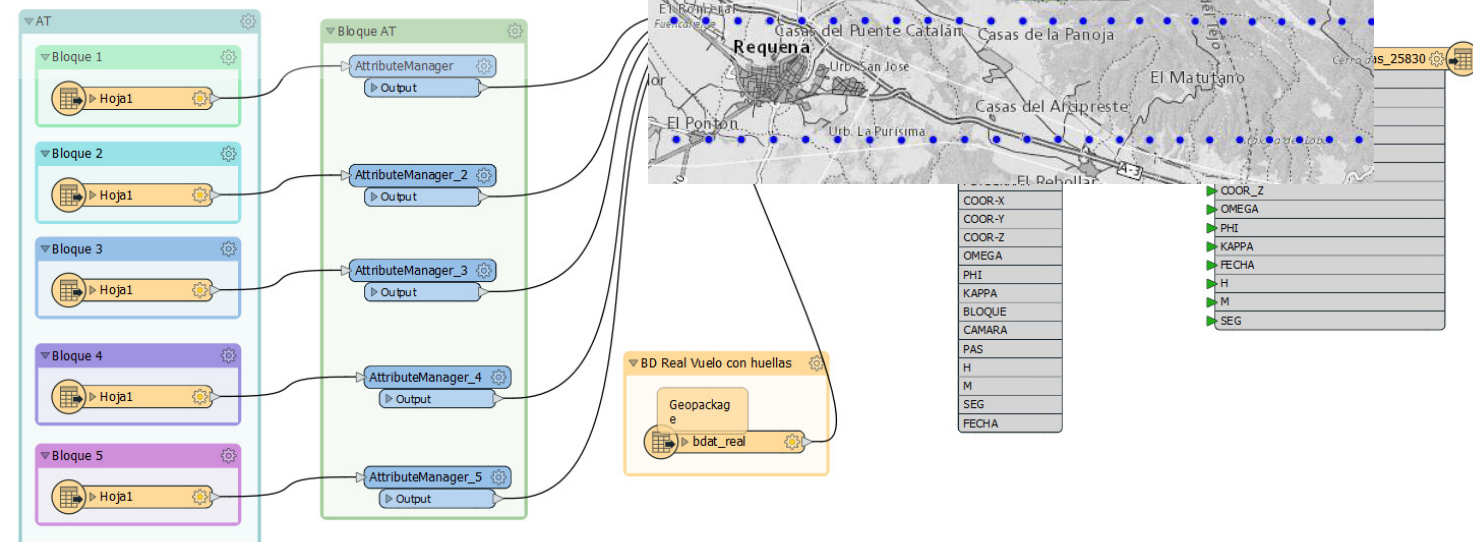 AT
Bloque 1
Hoja1
Bloque 2
Hoja1
Bloque 3
Hoja1
Bloque 4
Hoja1
Bloque 5
Hoja1
Bloque AT
AttributeManager
Output
AttributeManager_2
Output
AttributeManager_3
Output
AttributeManager_4
Output
AttributeManager_5
Output
El Romeral
Casas del Puente Catalán
Casas de la Panoja
Requena
Urb. San Jose
El Matutano
Casas del Arcipreste
El Pontón
Urb. La Purísima
A-3
El Rebollar
BD Real Vuelo con huellas
Geopackag
e
bdat_real
COOR-X
COOR-Y
COOR-Z
OMEGA
PHI
KAPPA
BLOQUE
CAMARA
PAS
H
M
SEG
FECHA
as_25830
COOR_Z
OMEGA
PHI
KAPPA
FECHA
H
M
SEG